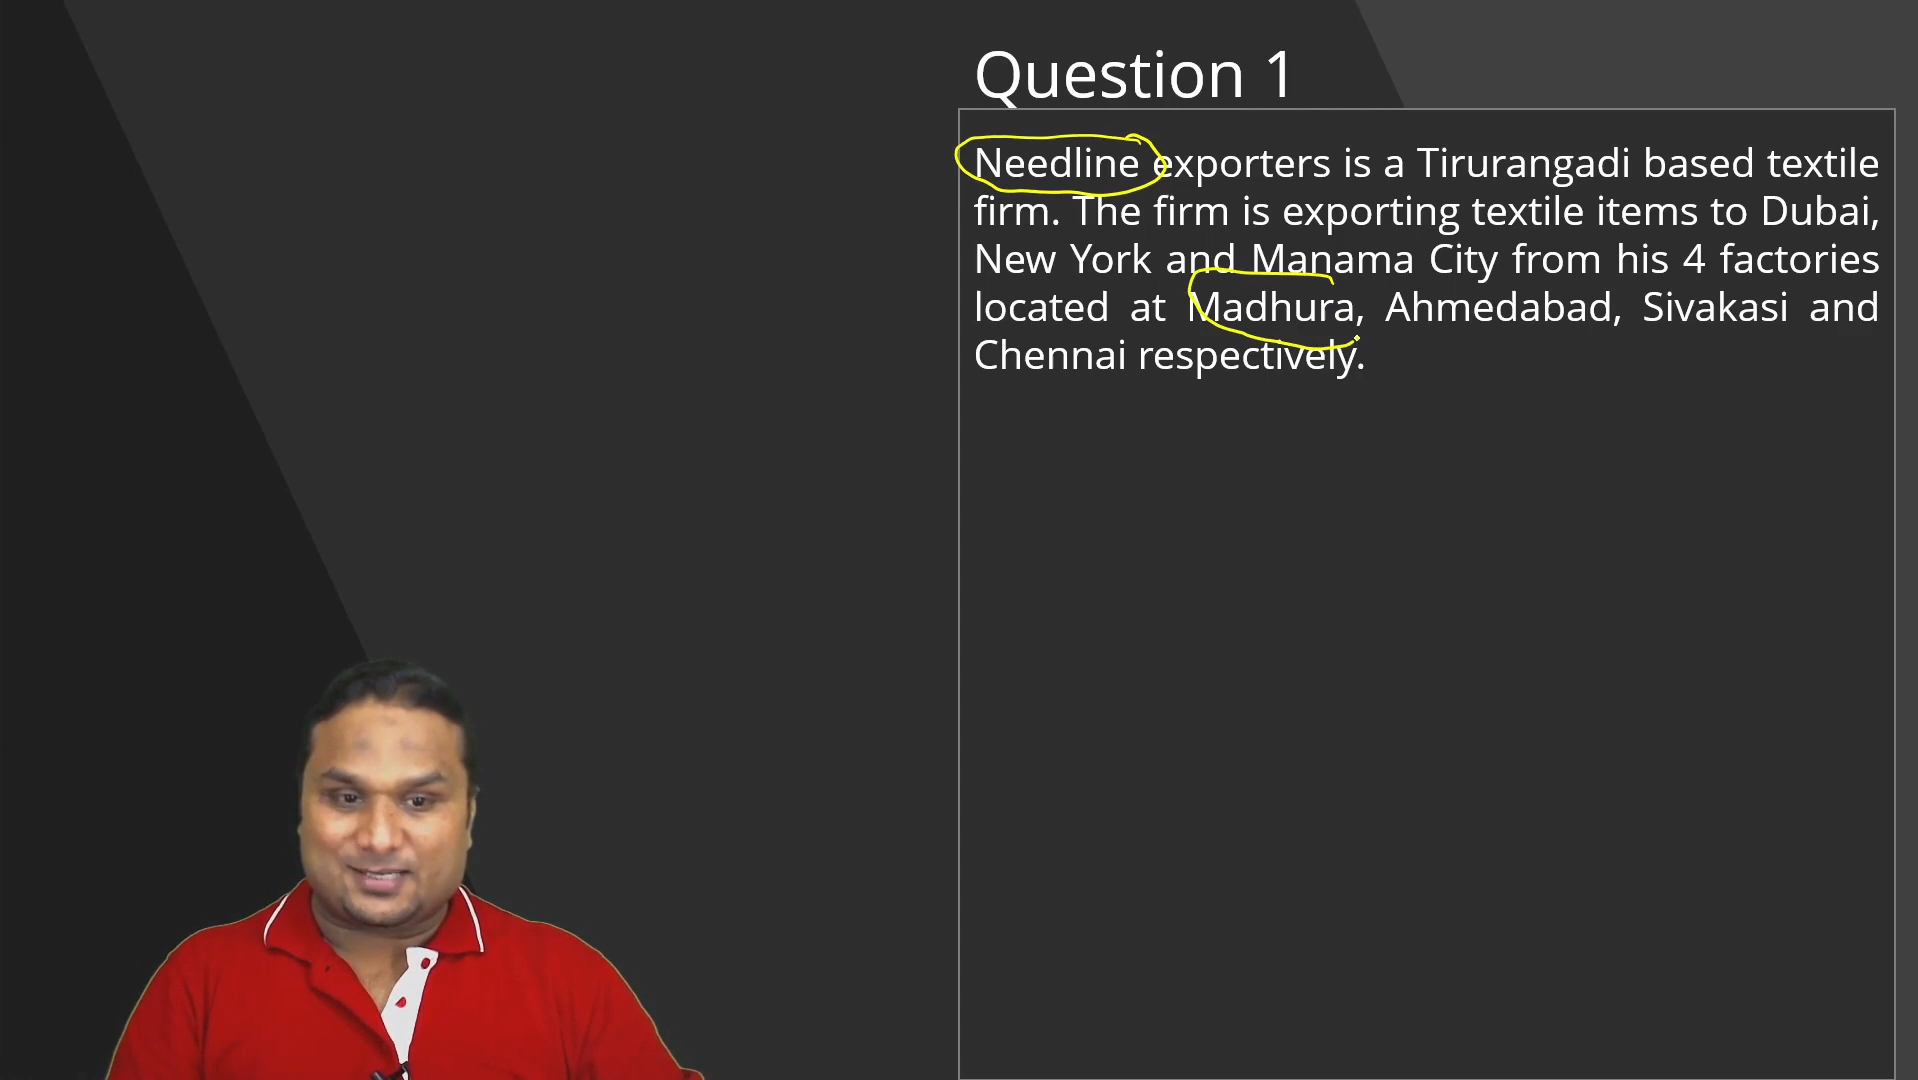 Question 1
Needline exporters is a Tirurangadi based textile
firm. The firm is exporting textile items to Dubai,
New York and Manama City from his 4 factories
located at Madhura, Ahmedabad, Sivakasi and
Chennai respectively.